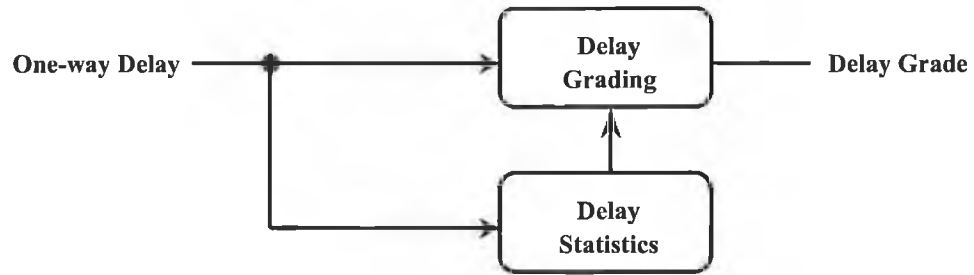 One-way Delay
Delay
Grading
Delay Grade
Delay
Statistics